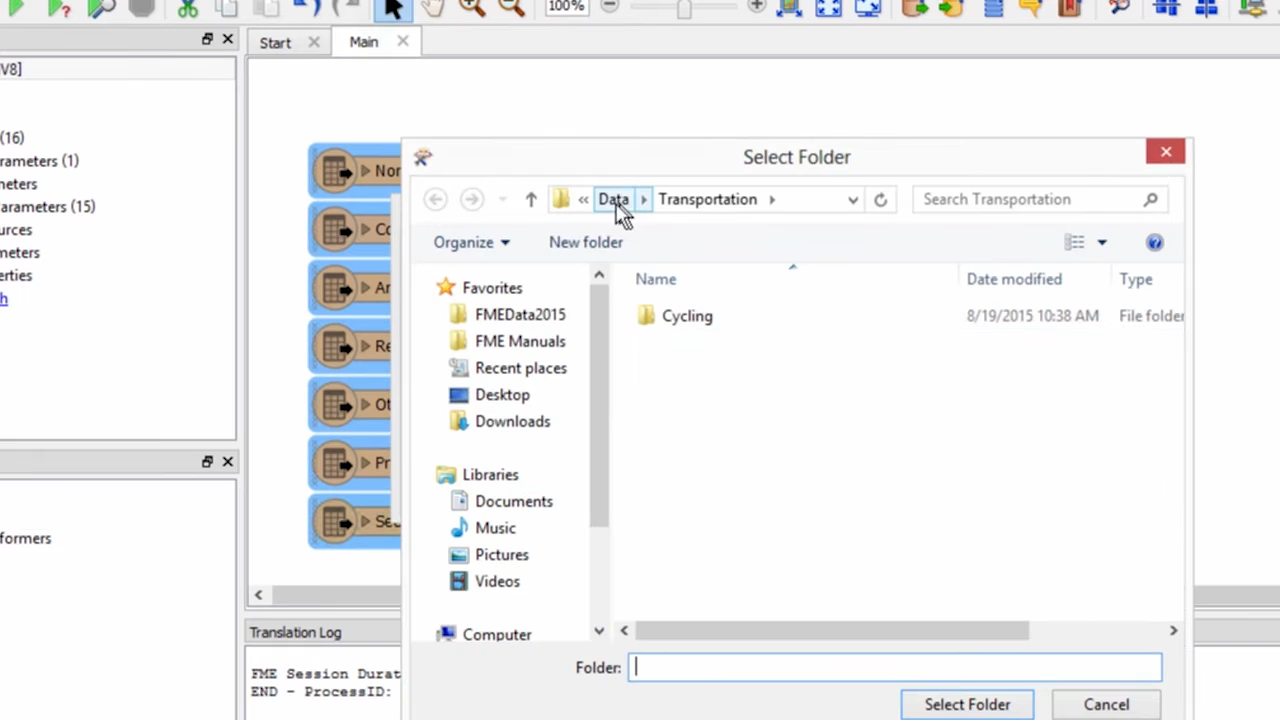 100%
Start
Main
V8]
(16)
arameters (1)
meters
arameters (15)
urces
meters
erties
h
formers
Nor
Co
Ar
Re
Ot
Pr
Sec
Select Folder
« Data Transportation
Search Transportation
Organize
New folder
Name
Date modified
Type
Favorites
FMEData2015
FME Manuals
Recent places
Desktop
Downloads
Libraries
Documents
Music
Pictures
Videos
Computer
Cycling
8/19/2015 10:38 AM
File folder
Folder:
Select Folder
Cancel
Translation Log
FME Session Durat
END - ProcessID: